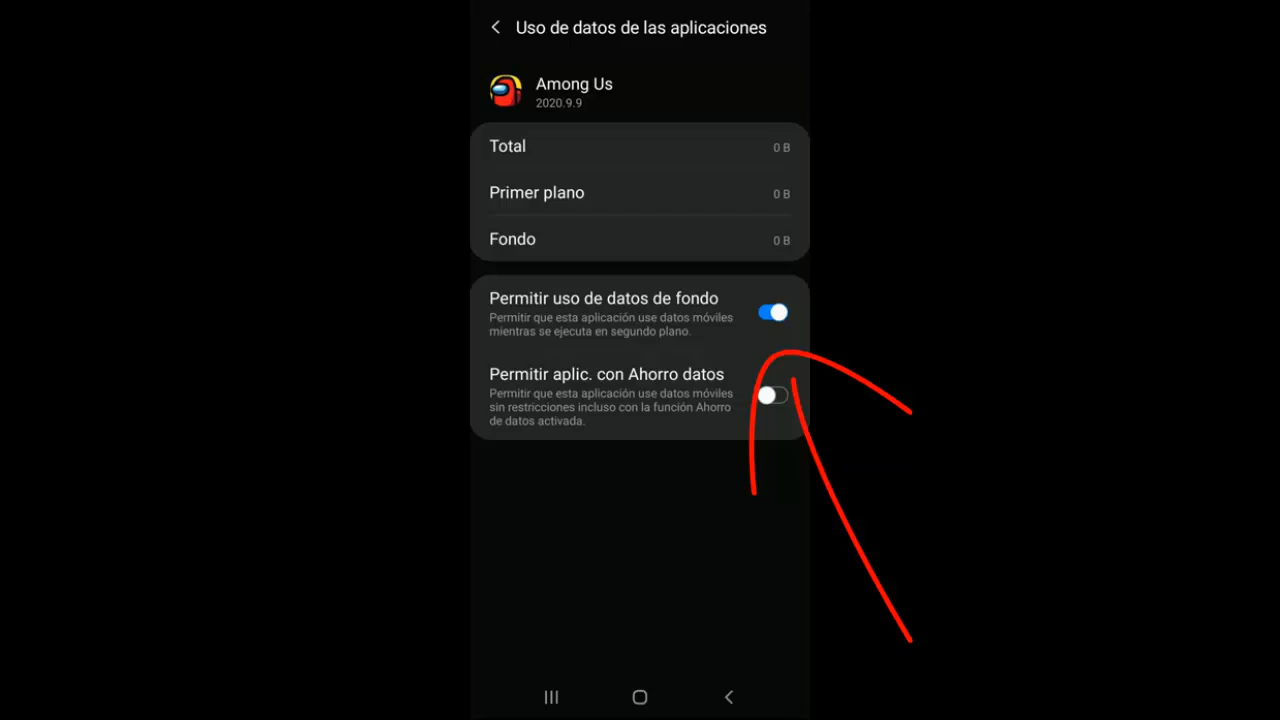 Uso de datos de las aplicaciones
Among Us
2020.9.9
Total 0 B
Primer plano 0 B
Fondo 0 B
Permitir uso de datos de fondo
Permitir que esta aplicación use datos móviles
mientras se ejecuta en segundo plano.
Permitir aplic. con Ahorro datos
Permitir que esta aplicación use datos móviles
sin restricciones incluso con la función Ahorro
de datos activada.